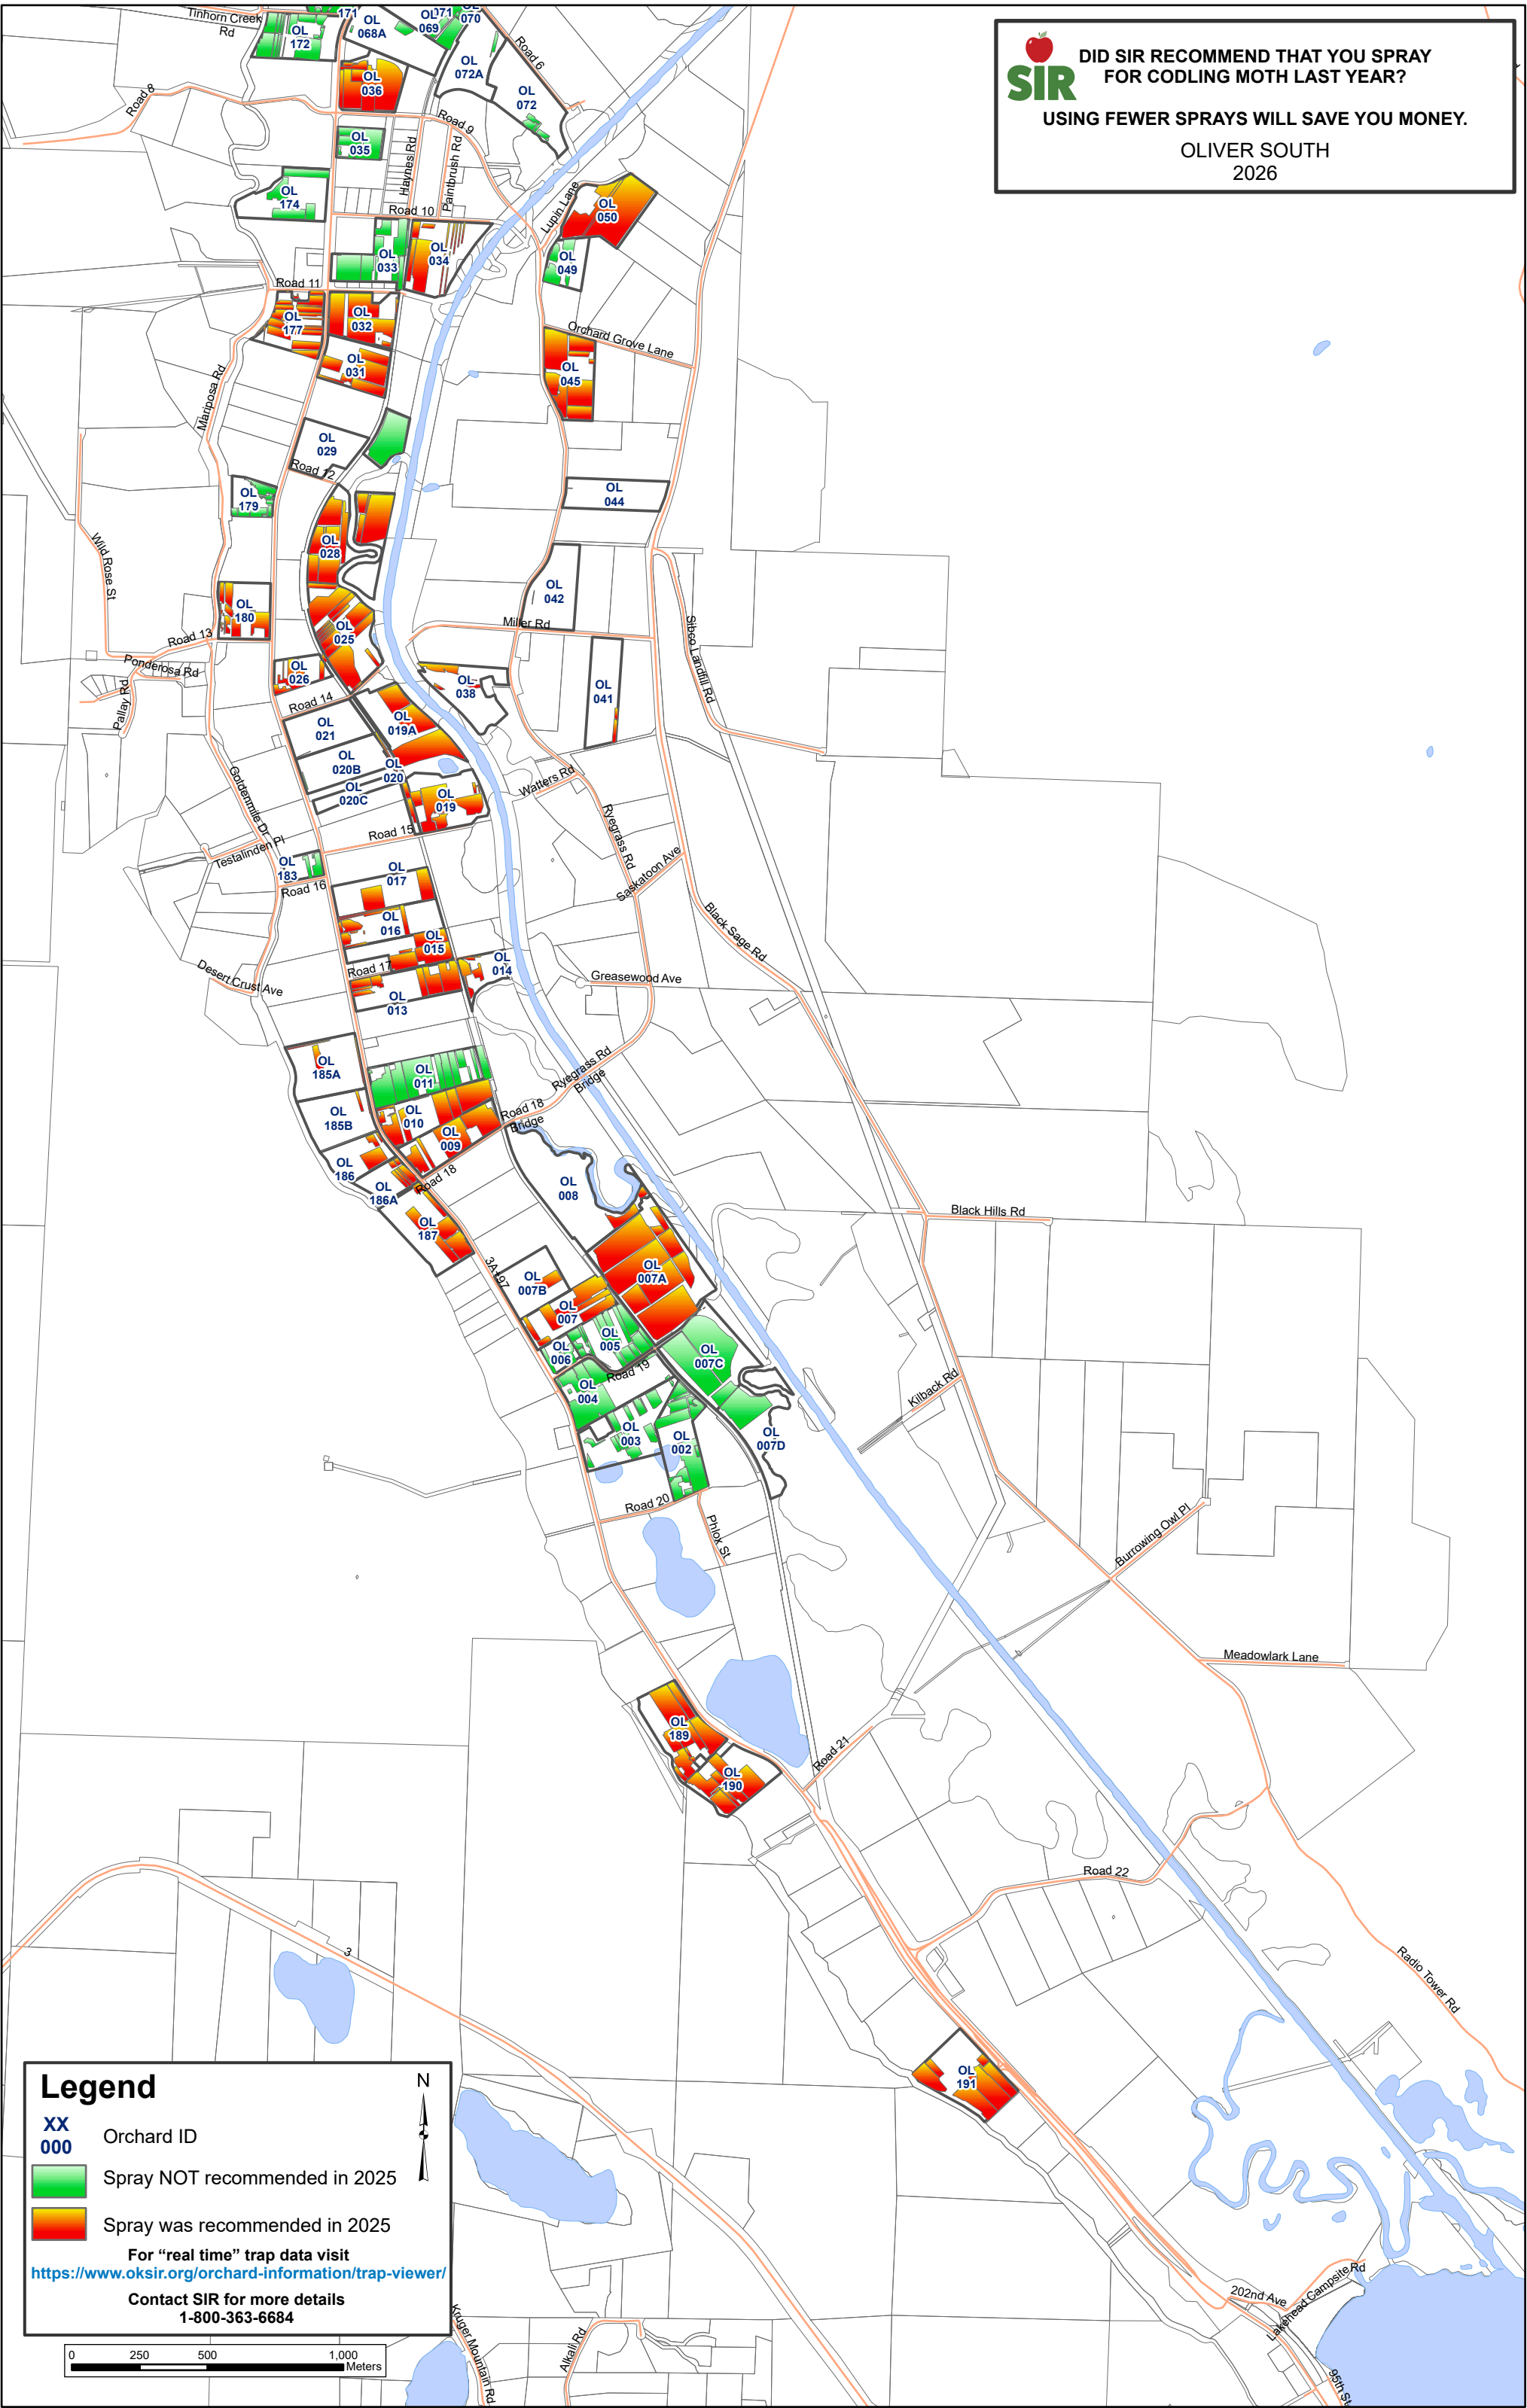 SIR
DID SIR RECOMMEND THAT YOU SPRAY
FOR CODLING MOTH LAST YEAR?
USING FEWER SPRAYS WILL SAVE YOU MONEY.
OLIVER SOUTH
2026
Tinhorn Creek
Rd
171
OL
172
OL
068A
OL
069
071
OL
070
Road 6
OL
072A
OL
072
OL
036
Road 8
Road 9
OL
035
Haynes Rd
Paintbrush Rd
OL
174
Road 10
Lupin Lane
OL
050
OL
033
OL
034
OL
049
Road 11
OL
177
OL
032
OL
031
Orchard Grove Lane
OL
045
Mariposa Rd
OL
029
Road 12
OL
179
OL
044
OL
028
Wild Rose St
OL
042
OL
180
OL
025
Miller Rd
Road 13
Ponderosa Rd
Pallay Rd
OL
026
OL
038
OL
041
Sibco Landfill Rd
Road 14
OL
021
OL
019A
OL
020B
OL
020
OL
020C
OL
019
Watters Rd
Goldenmile Dr
Road 15
Ryegrass Rd
Testalinden Pl
OL
183
Road 16
OL
017
Saskatoon Ave
OL
016
OL
015
Black Sage Rd
Road 17
OL
014
Desert Crust Ave
OL
013
Greasewood Ave
OL
185A
OL
011
Ryegrass Rd
Bridge
OL
185B
OL
010
OL
009
Road 18
Bridge
OL
186
OL
186A
Road 18
OL
008
OL
187
Black Hills Rd
3A+97
OL
007B
OL
007A
OL
007
OL
005
OL
006
OL
007C
Road 19
OL
004
Kilback Rd
OL
003
OL
002
OL
007D
Road 20
Phlox St
Burrowing Owl Pl
Meadowlark Lane
OL
189
OL
190
Road 21
Road 22
3
Radio Tower Rd
OL
191
202nd Ave
Lakehead Campsite Rd
95th St
Kruger Mountain Rd
Alkali Rd
Legend
N
XX
000
Orchard ID
Spray NOT recommended in 2025
Spray was recommended in 2025
For “real time” trap data visit
https://www.oksir.org/orchard-information/trap-viewer/
Contact SIR for more details
1-800-363-6684
0 250 500 1,000
Meters